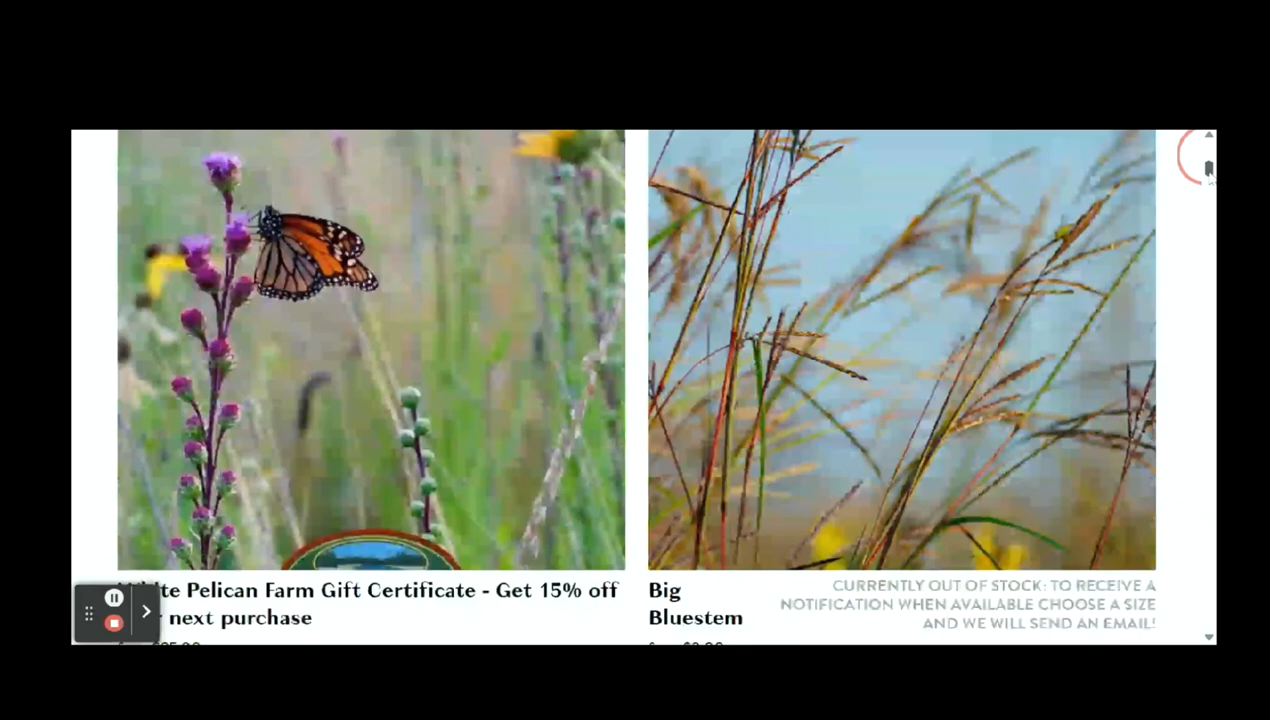 Pelican Farm Gift Certificate - Get 15% off
next purchase
Big
Bluestem
CURRENTLY OUT OF STOCK: TO RECEIVE A
NOTIFICATION WHEN AVAILABLE CHOOSE A SIZE
AND WE WILL SEND AN EMAIL!